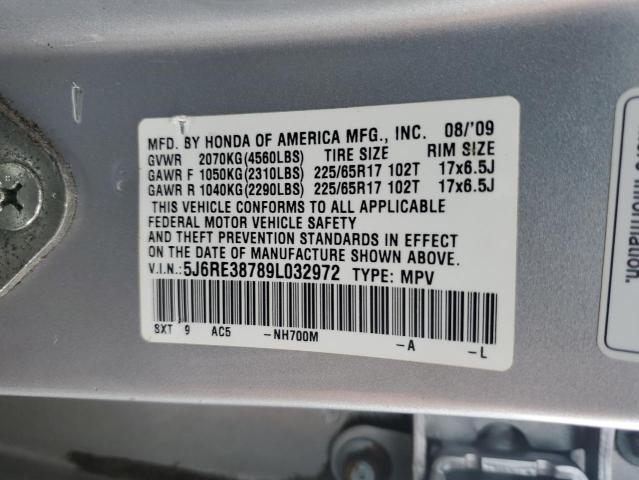 MFD. BY HONDA OF AMERICA MFG., INC. 08/'09
GVWR 2070KG(4560LBS) TIRE SIZE RIM SIZE
GAWR F 1050KG(2310LBS) 225/65R17 102T 17x6.5J
GAWR R 1040KG(2290LBS) 225/65R17 102T 17x6.5J
THIS VEHICLE CONFORMS TO ALL APPLICABLE
FEDERAL MOTOR VEHICLE SAFETY
AND THEFT PREVENTION STANDARDS IN EFFECT
ON THE DATE OF MANUFACTURE SHOWN ABOVE.
V.I.N.:5J6RE38789L032972 TYPE: MPV
SXT 9 AC5 -NH700M -A -L
information.